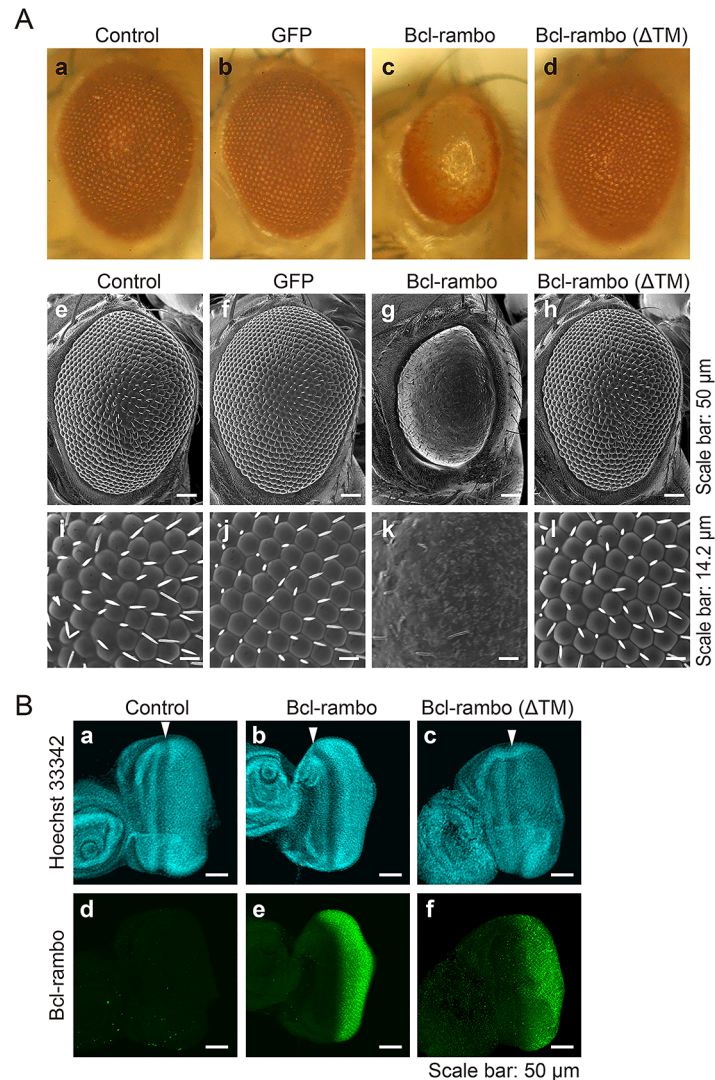 A
Control GFP Bcl-rambo Bcl-rambo (ΔTM)
a b c d
Control GFP Bcl-rambo Bcl-rambo (ΔTM)
e f g h
Scale bar: 50 μm
i j k l
Scale bar: 14.2 μm
B
Control Bcl-rambo Bcl-rambo (ΔTM)
Hoechst 33342
a b c
Bcl-rambo
d e f
Scale bar: 50 μm